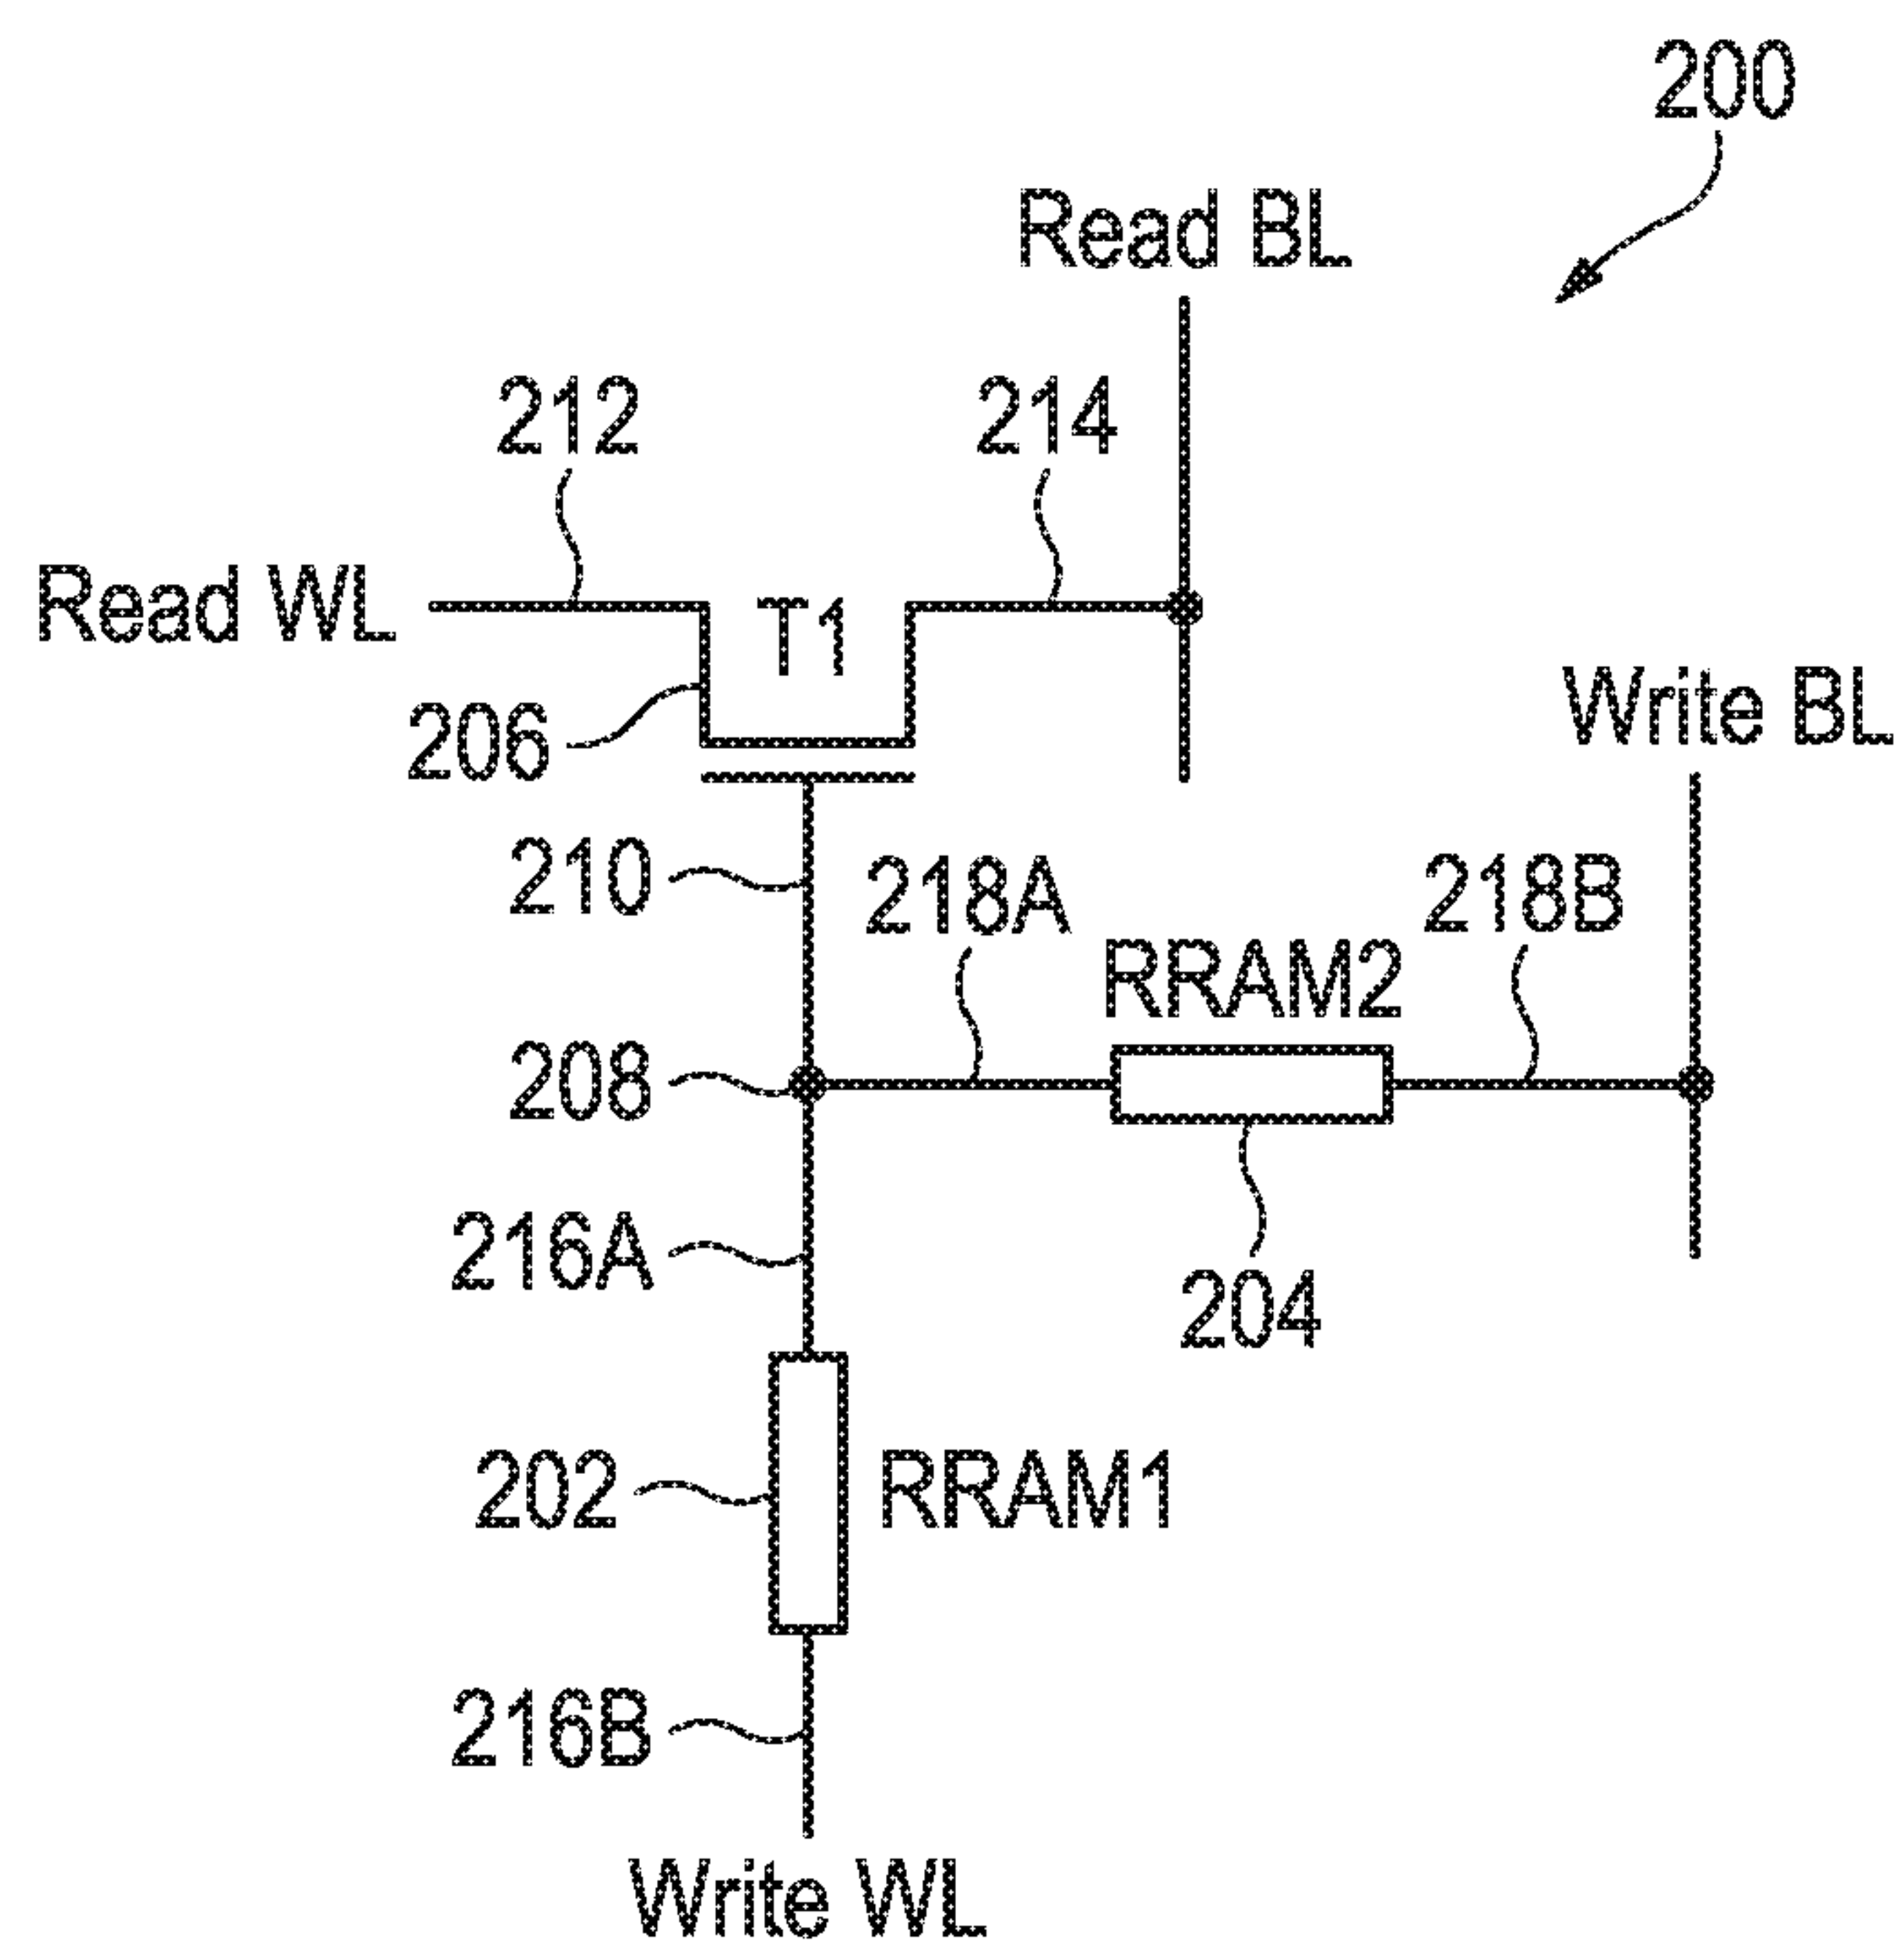 200
Read BL
212
214
Read WL
T1
206
Write BL
210
218A
218B
RRAM2
208
216A
204
202
RRAM1
216B
Write WL